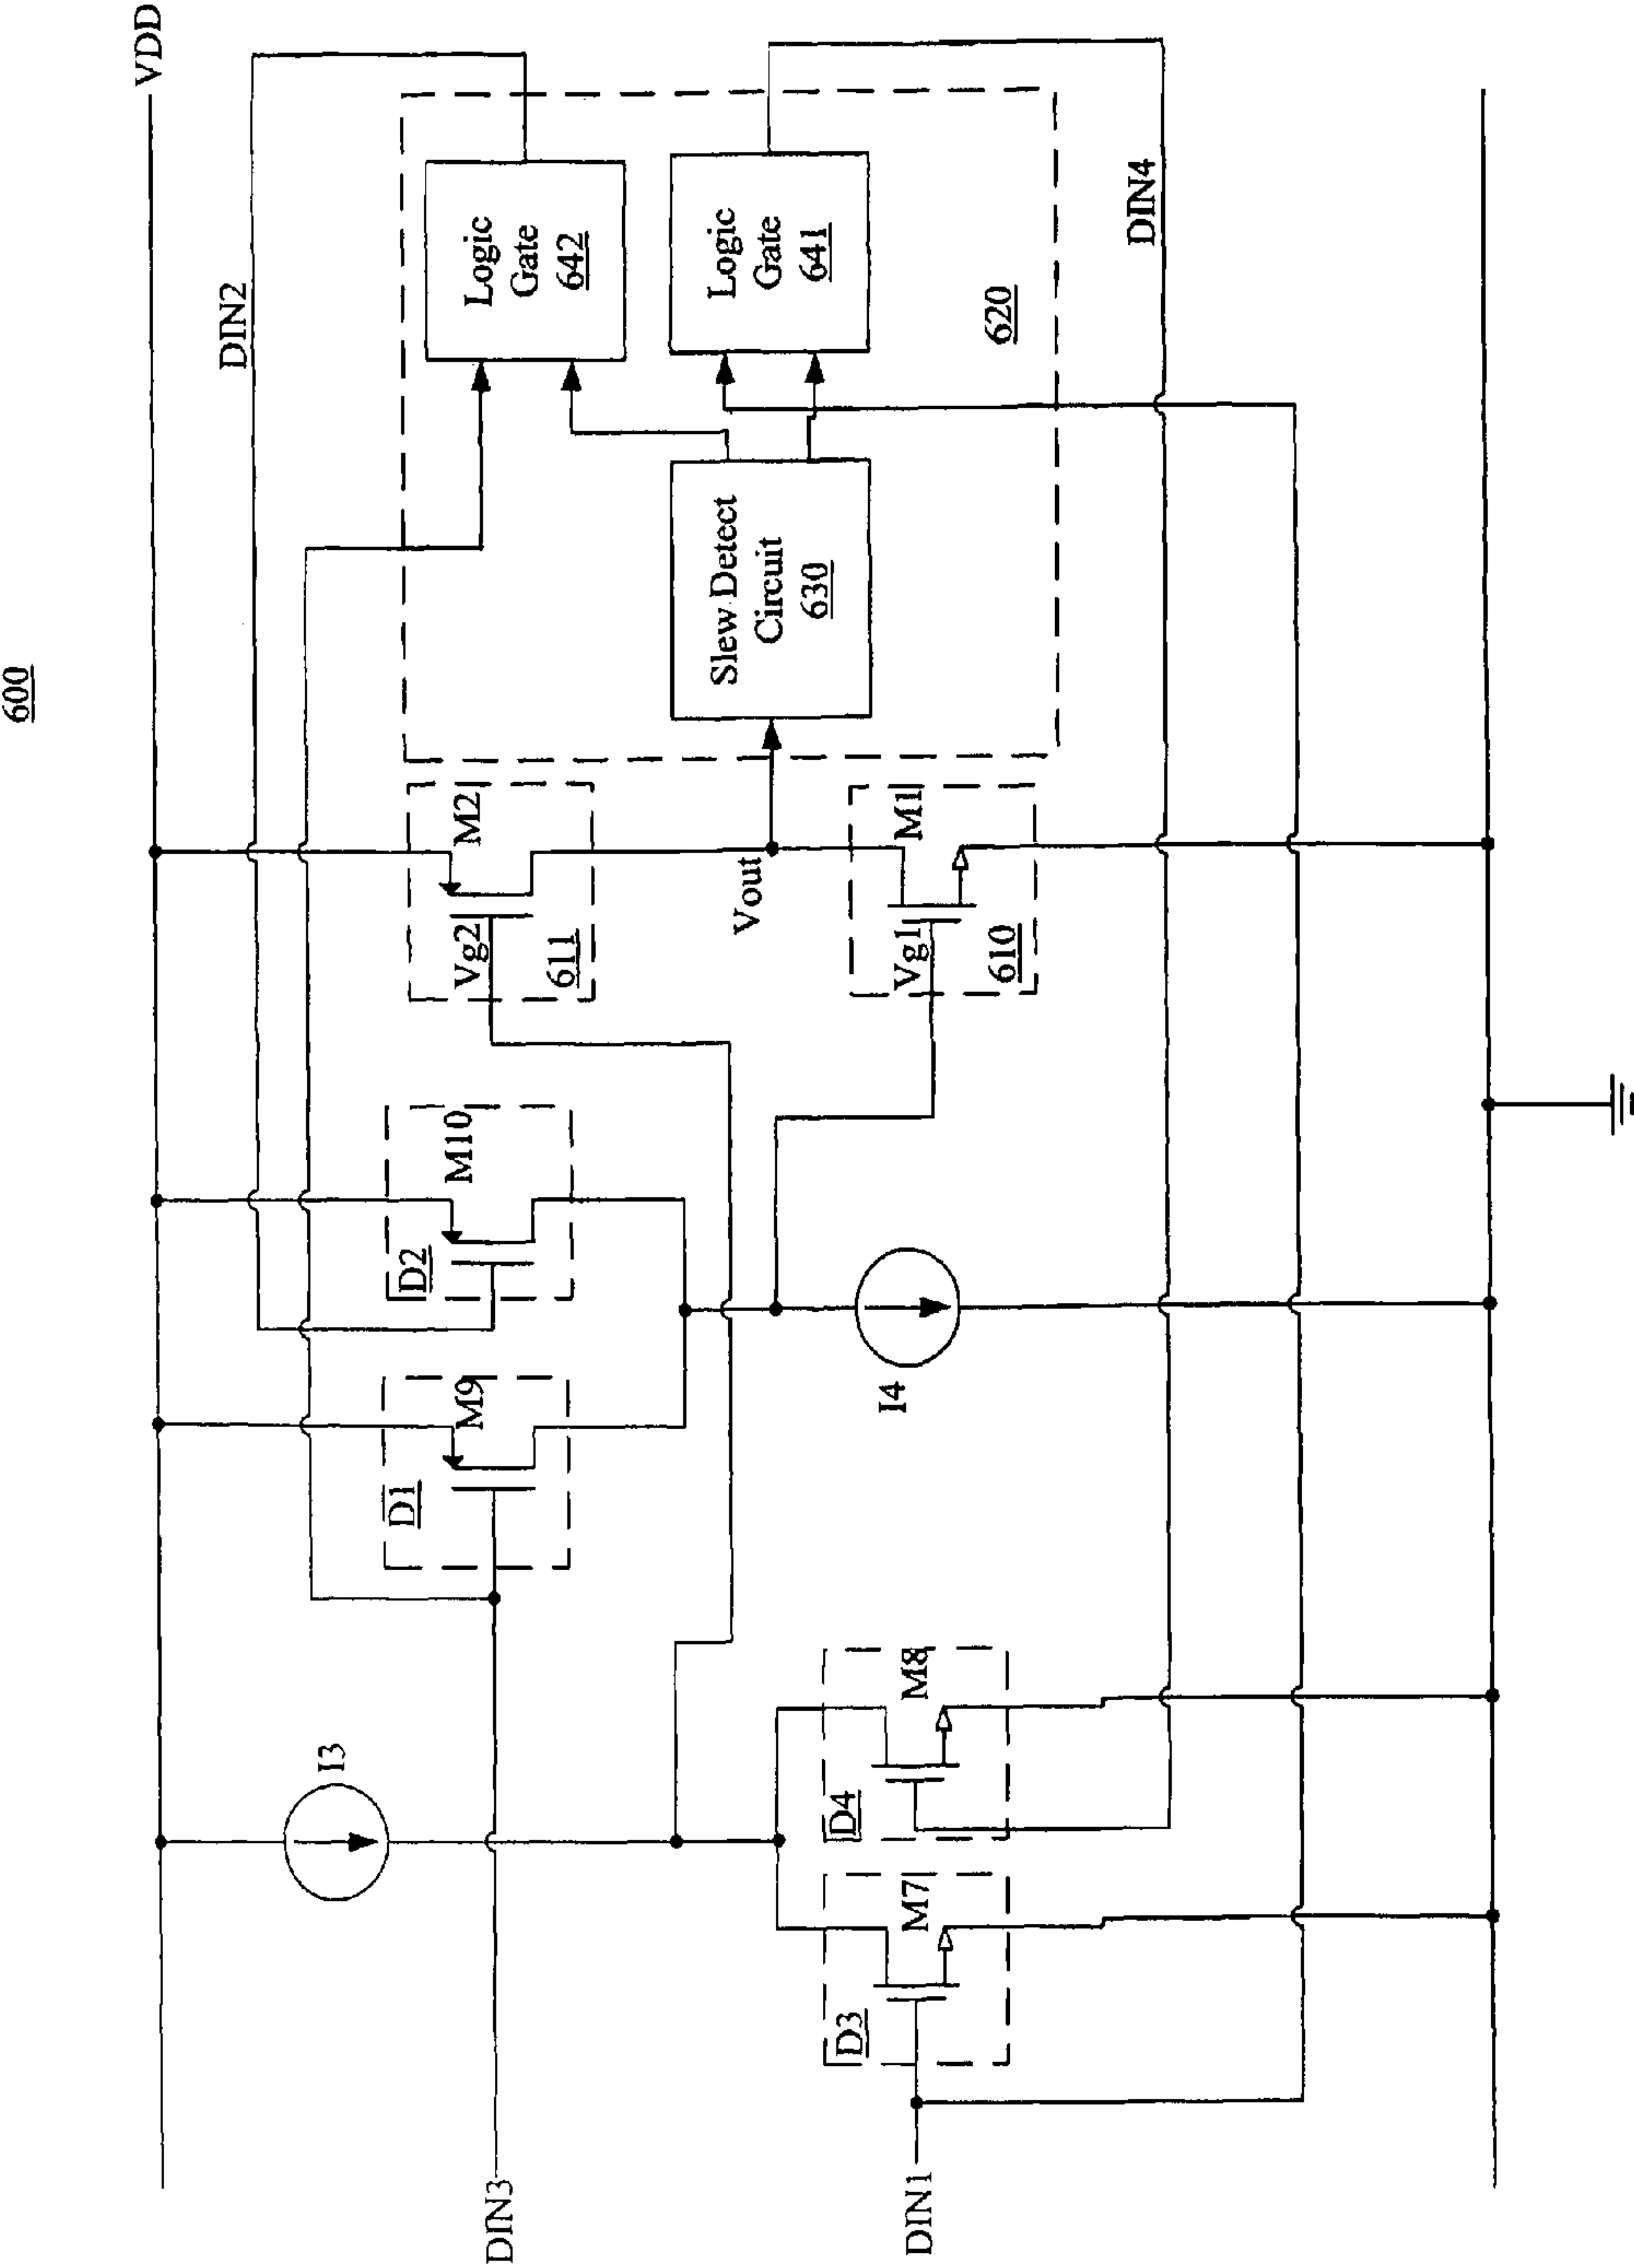 600
VDD
DIN2
Logic
Gate
642
Logic
Gate
641
DIN4
620
Slew Detect
Circuit
630
M2
Vg2
611
Vout
M1
Vg1
610
M10
D2
M9
D1
I4
I3
M8
D4
M7
D3
DIN3
DIN1